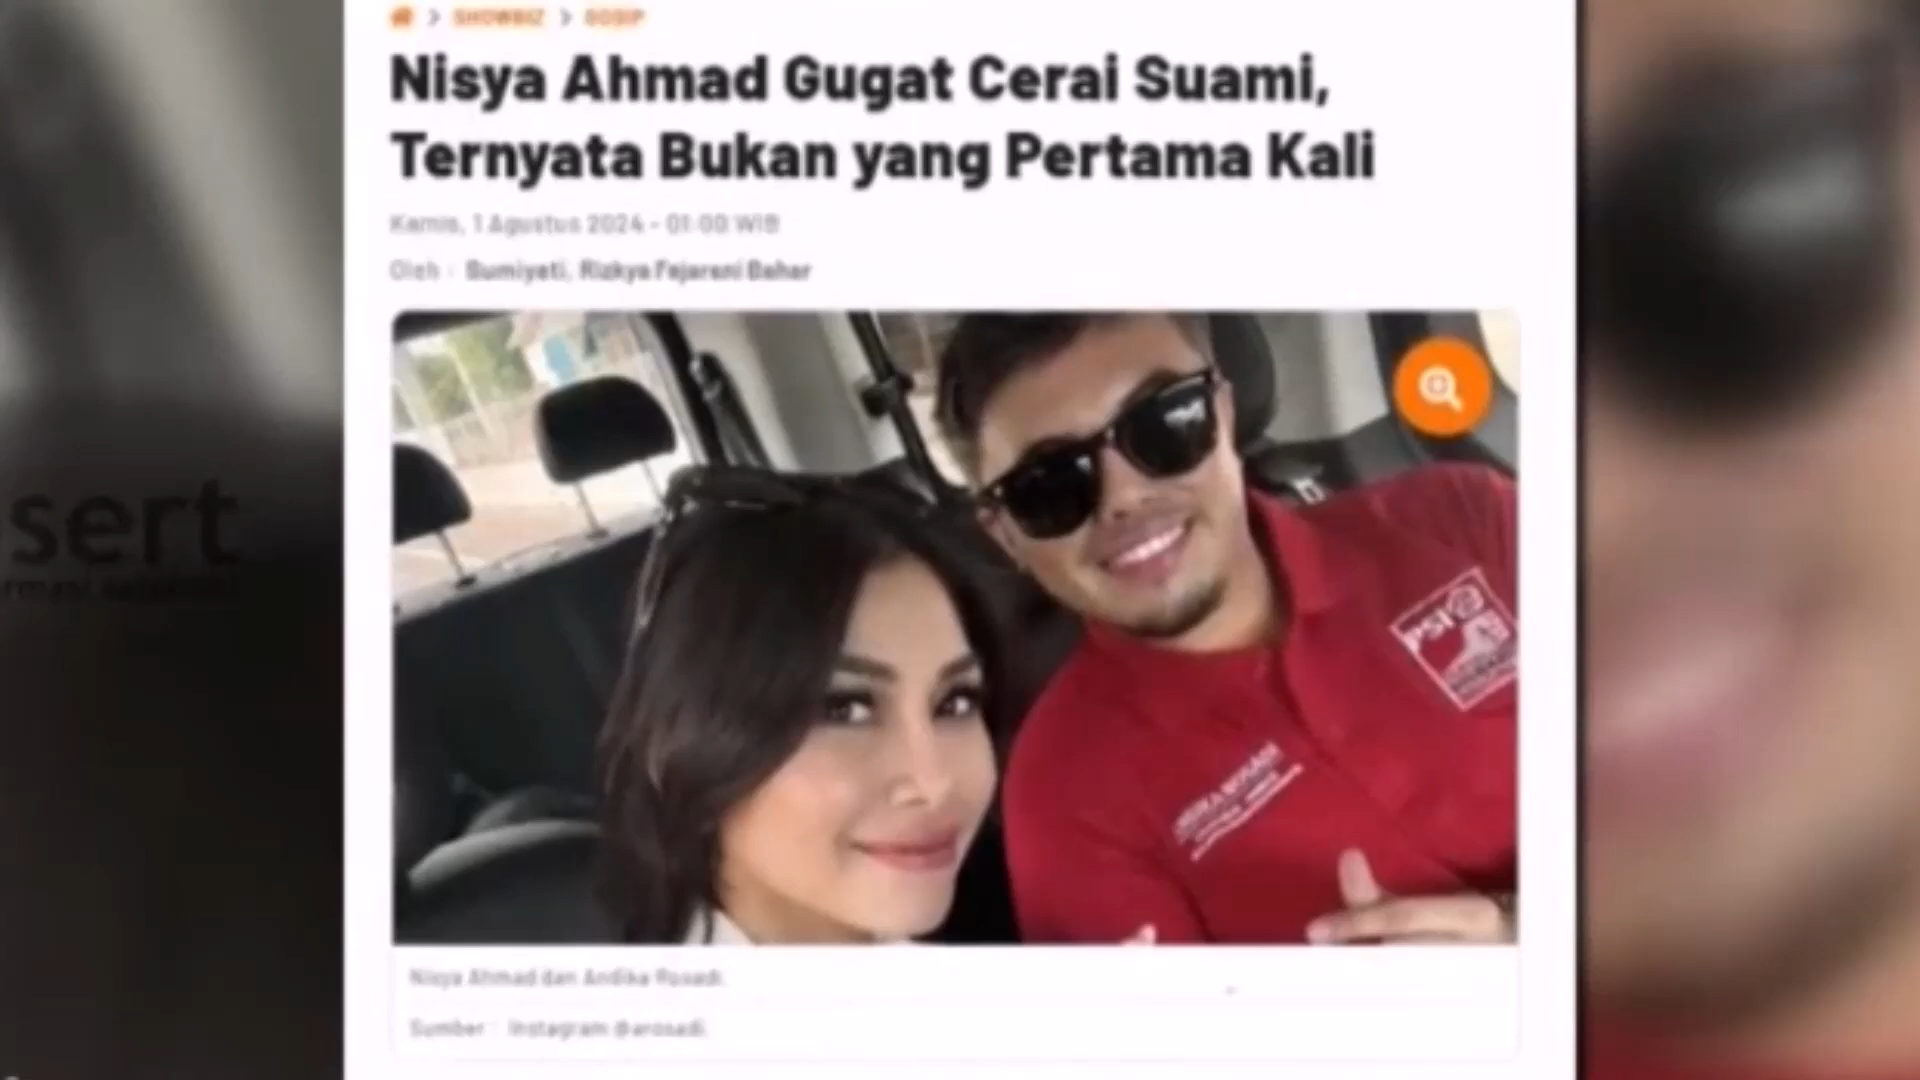 SHOWBIZ > GOSIP
Nisya Ahmad Gugat Cerai Suami,
Ternyata Bukan yang Pertama Kali
Kamis, 1 Agustus 2024 - 01:00 WIB
Oleh : Sumiyati, Rizkya Fajarani Bahar
PSI
Nisya Ahmad dan Andika Rosadi.
Sumber : Instagram @arosadi.
sert